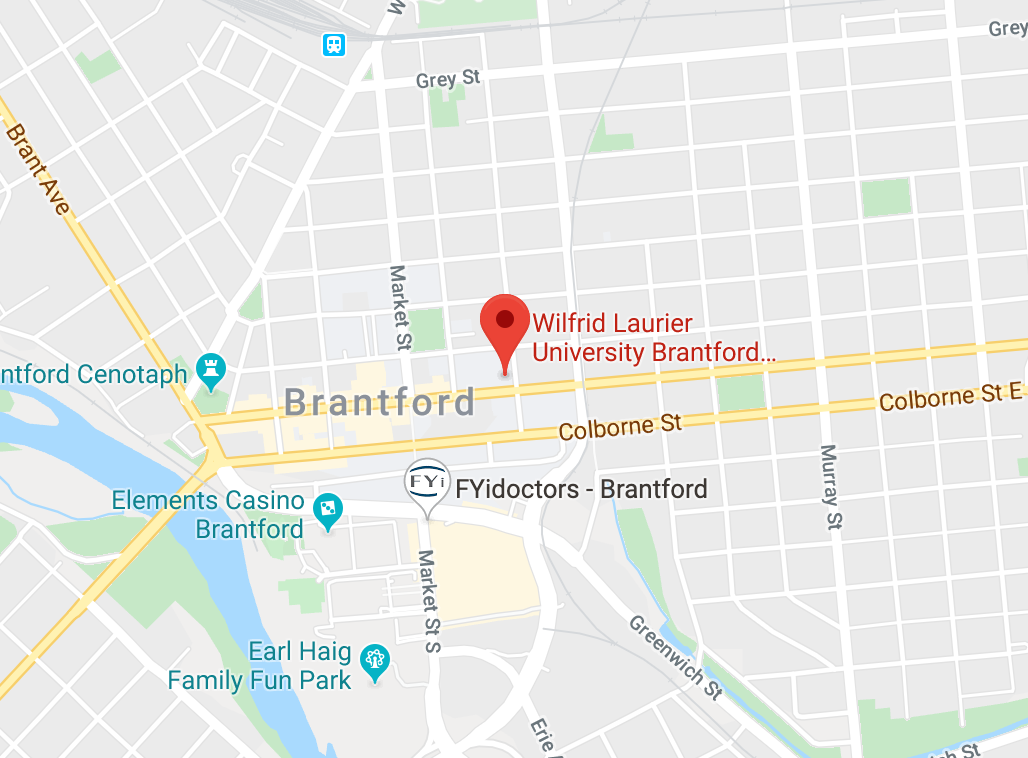 W
Grey St
Grey
Brant Ave
Market St
Wilfrid Laurier
University Brantford...
ntford Cenotaph
Brantford
Colborne St E
Colborne St
FYi
FYidoctors - Brantford
Murray St
Elements Casino
Brantford
Market St S
Greenwich St
Earl Haig
Family Fun Park
Erie
St